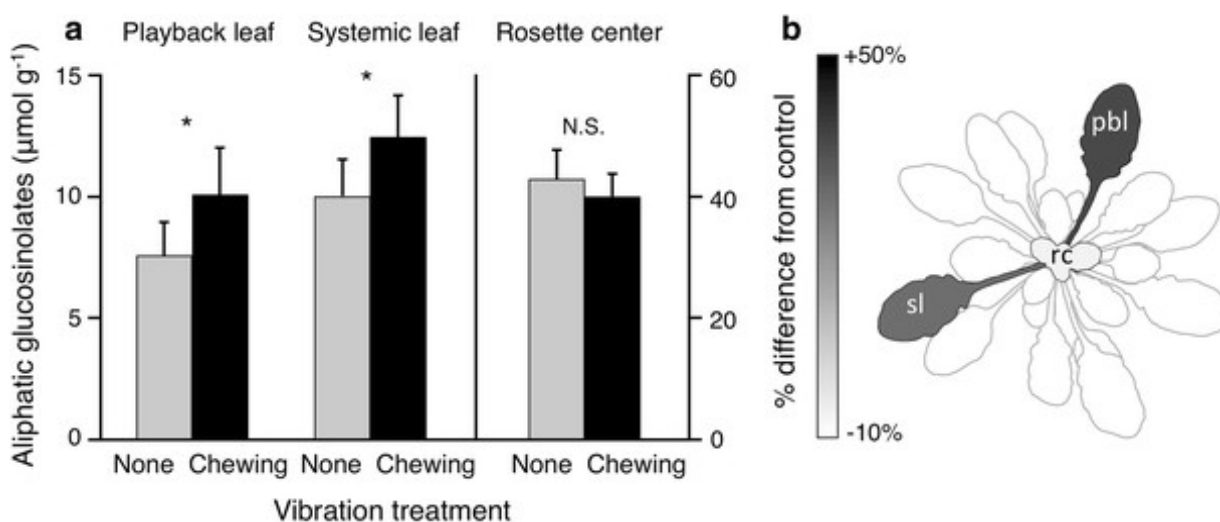 a
Playback leaf Systemic leaf Rosette center
Aliphatic glucosinolates (µmol g⁻¹)
15
10
5
0
* * N.S.
60
40
20
0
None Chewing None Chewing None Chewing
Vibration treatment
b
% difference from control
+50%
-10%
pbl
rc
sl